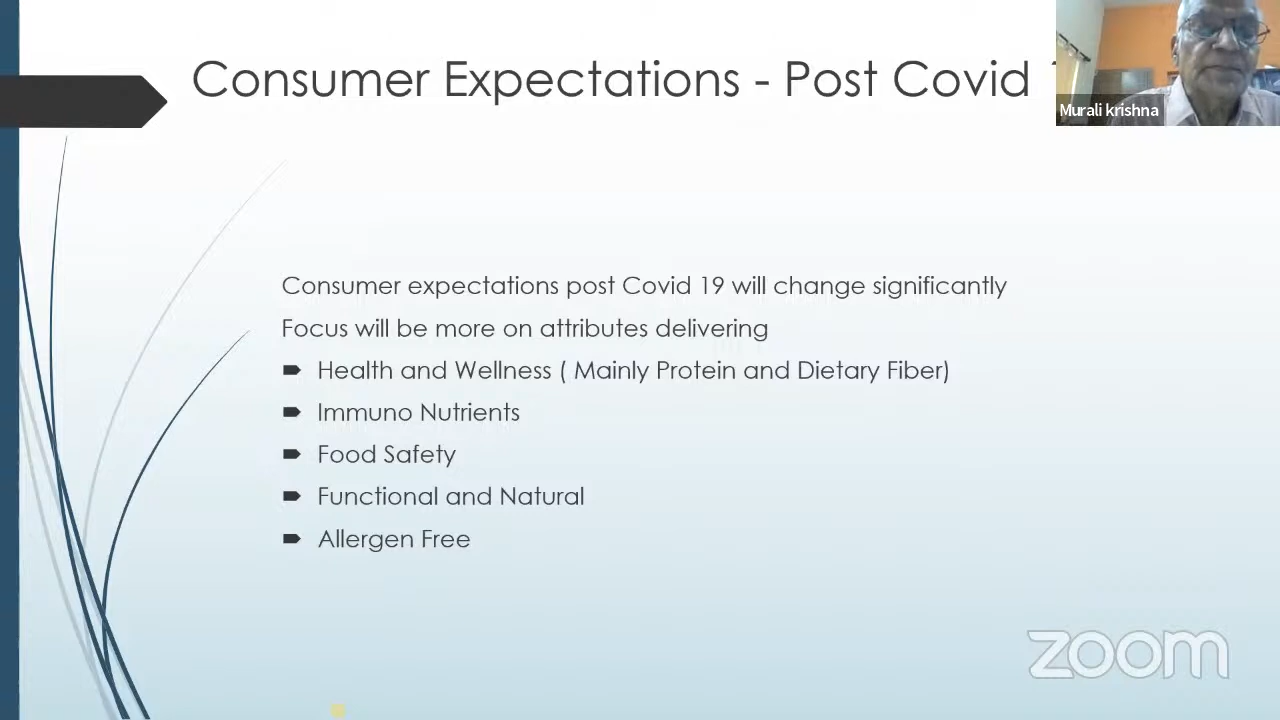 Consumer Expectations - Post Covid
Murali krishna
Consumer expectations post Covid 19 will change significantly
Focus will be more on attributes delivering
Health and Wellness ( Mainly Protein and Dietary Fiber)
Immuno Nutrients
Food Safety
Functional and Natural
Allergen Free
zoom